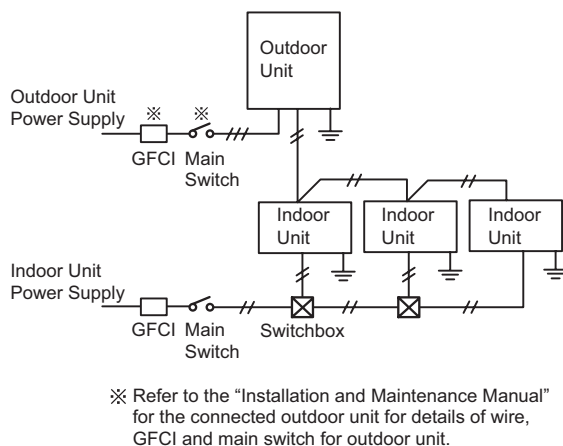 Outdoor
Unit
※ ※
Outdoor Unit
Power Supply
GFCI Main
Switch
Indoor
Unit
Indoor
Unit
Indoor
Unit
Indoor Unit
Power Supply
GFCI Main
Switch
Switchbox
※ Refer to the “Installation and Maintenance Manual”
for the connected outdoor unit for details of wire,
GFCI and main switch for outdoor unit.